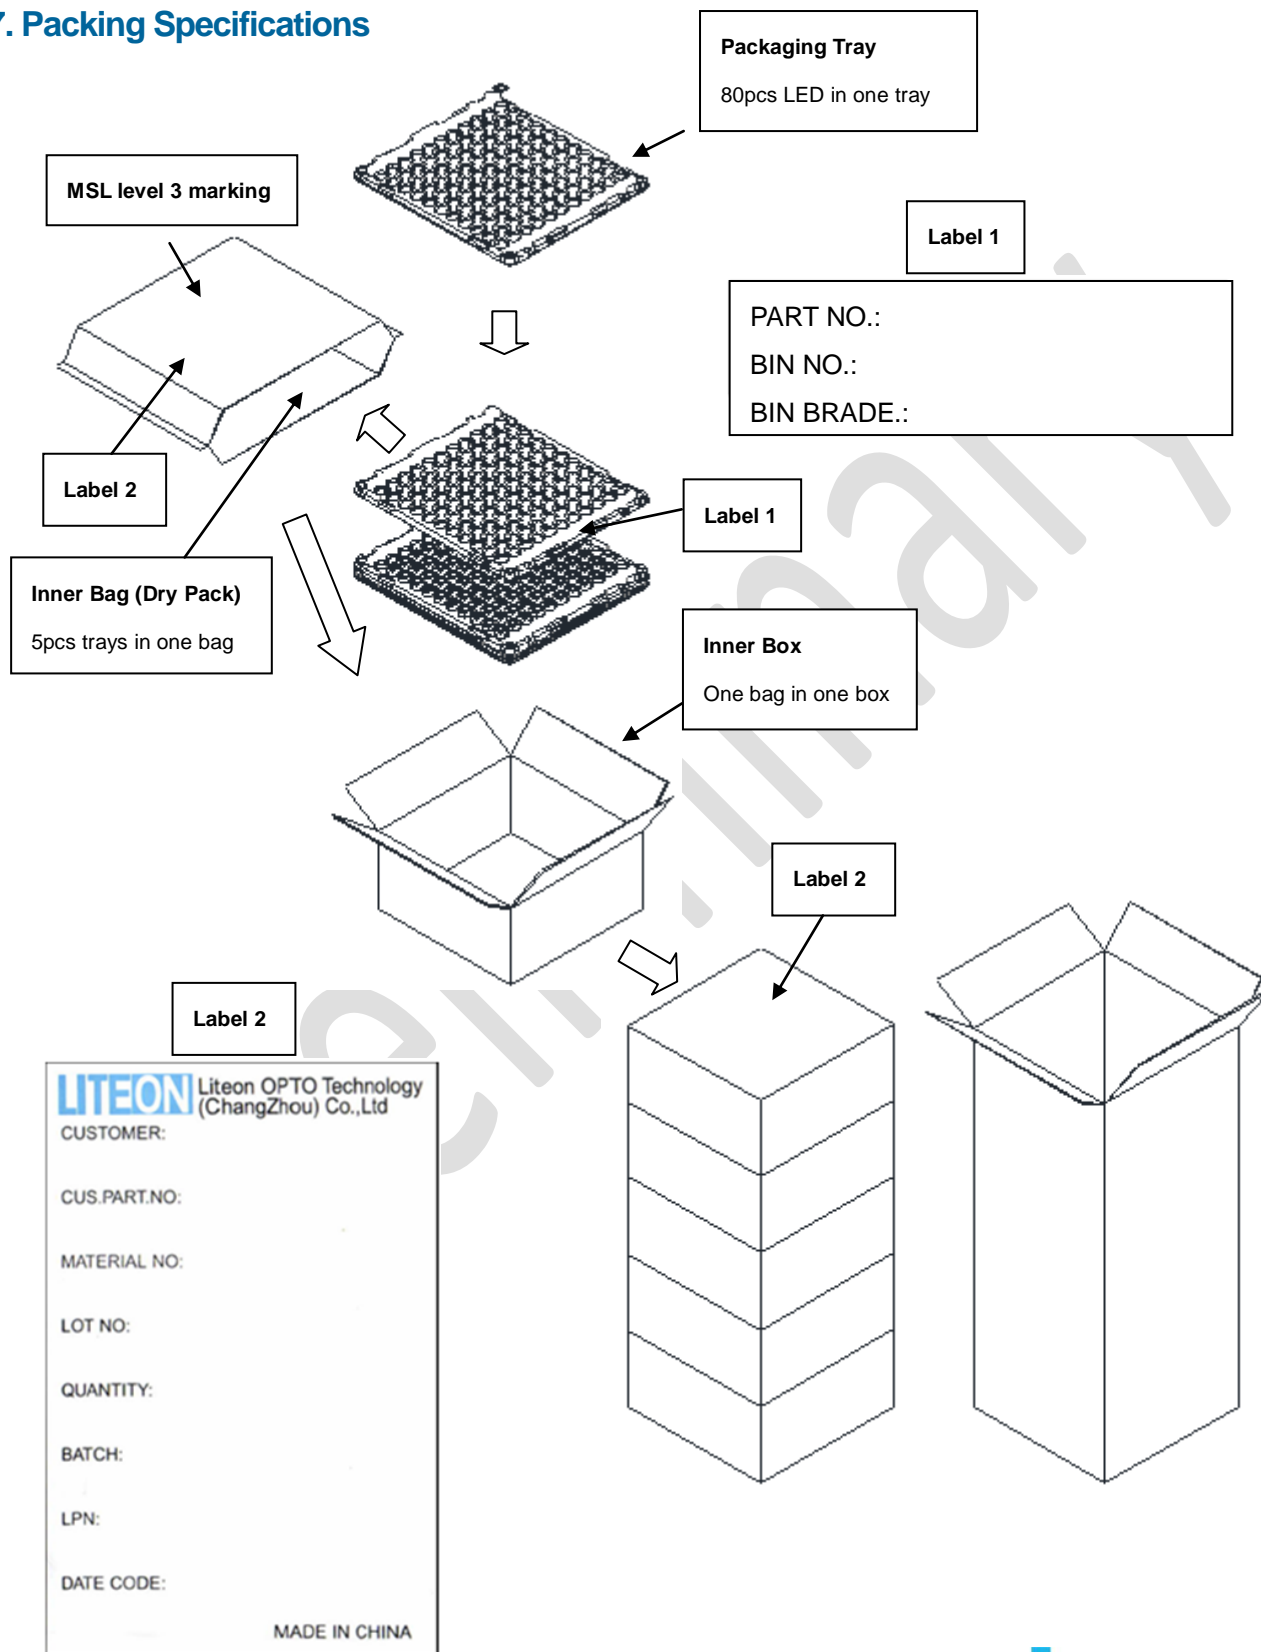 7. Packing Specifications
Packaging Tray
80pcs LED in one tray
MSL level 3 marking
Label 1
PART NO.:
BIN NO.:
BIN BRADE.:
Label 2
Label 1
Inner Bag (Dry Pack)
5pcs trays in one bag
Inner Box
One bag in one box
Label 2
Label 2
LITEON Liteon OPTO Technology
(ChangZhou) Co.,Ltd
CUSTOMER:
CUS.PART.NO:
MATERIAL NO:
LOT NO:
QUANTITY:
BATCH:
LPN:
DATE CODE:
MADE IN CHINA